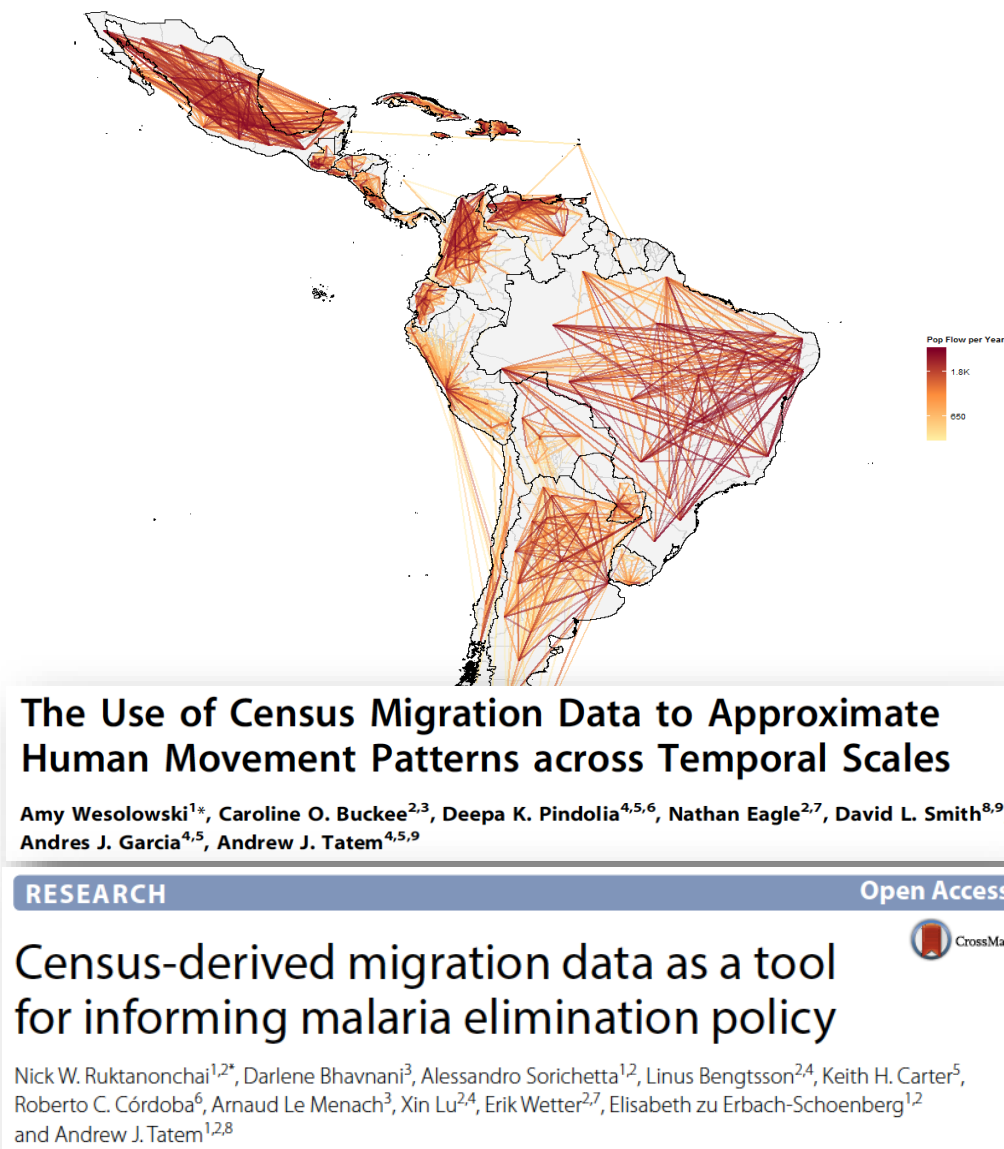 Pop Flow per Year
1.8K
650
The Use of Census Migration Data to Approximate
Human Movement Patterns across Temporal Scales
Amy Wesolowski1*, Caroline O. Buckee2,3, Deepa K. Pindolia4,5,6, Nathan Eagle2,7, David L. Smith8,9
Andres J. Garcia4,5, Andrew J. Tatem4,5,9
RESEARCH
Open Access
CrossMa
Census-derived migration data as a tool
for informing malaria elimination policy
Nick W. Ruktanonchai1,2*, Darlene Bhavnani3, Alessandro Sorichetta1,2, Linus Bengtsson2,4, Keith H. Carter5,
Roberto C. Córdoba6, Arnaud Le Menach3, Xin Lu2,4, Erik Wetter2,7, Elisabeth zu Erbach-Schoenberg1,2
and Andrew J. Tatem1,2,8